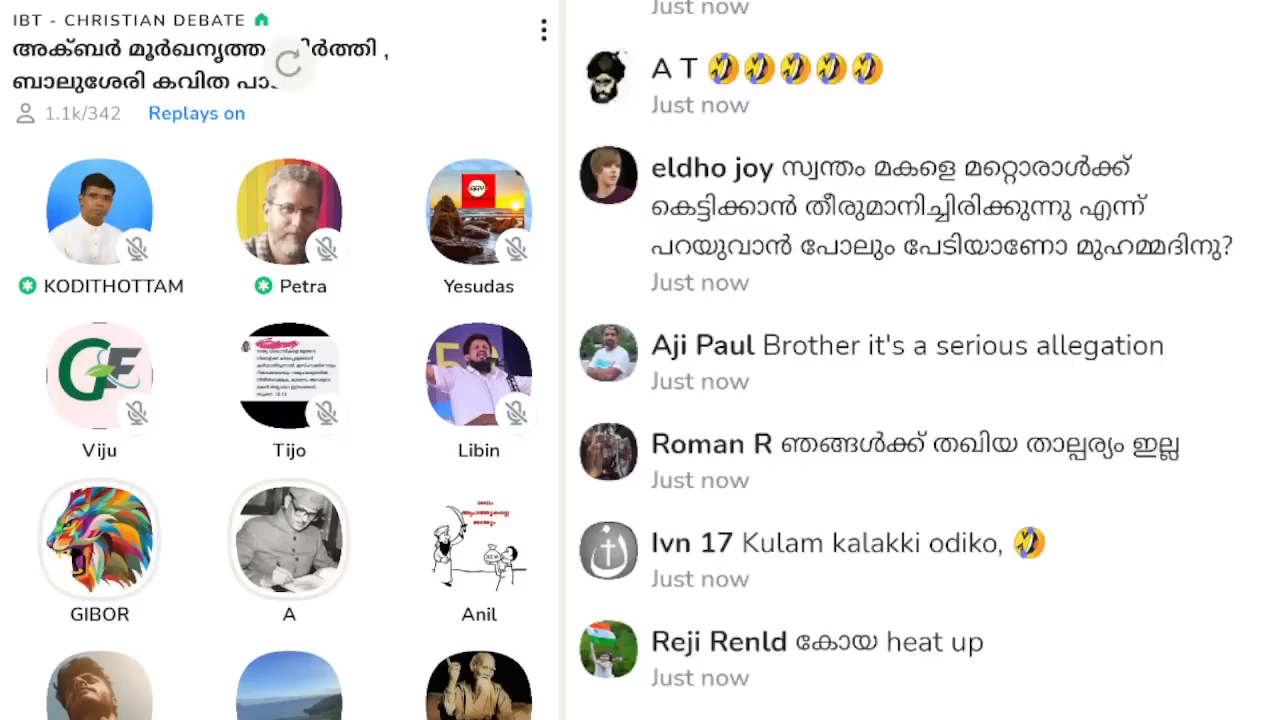 IBT - CHRISTIAN DEBATE
അക്ബർ മൂർഖനൃത്ത
ബാലുശേരി കവിത
1.1k/342 Replays on
KODITHOTTAM
Petra
Yesudas
Viju
Tijo
Libin
GIBOR
A
Anil
Just now
A T 🤣🤣🤣🤣🤣
Just now
eldho joy സ്വന്തം മകളെ മറ്റൊരാൾക്ക്
കെട്ടിക്കാൻ തീരുമാനിച്ചിരിക്കുന്നു എന്ന്
പറയുവാൻ പോലും പേടിയാണോ മുഹമ്മദിനു?
Just now
Aji Paul Brother it's a serious allegation
Just now
Roman R ഞങ്ങൾക്ക് തഖിയ താല്പര്യം ഇല്ല
Just now
Ivn 17 Kulam kalakki odiko, 🤣
Just now
Reji Renld കോയ heat up
Just now